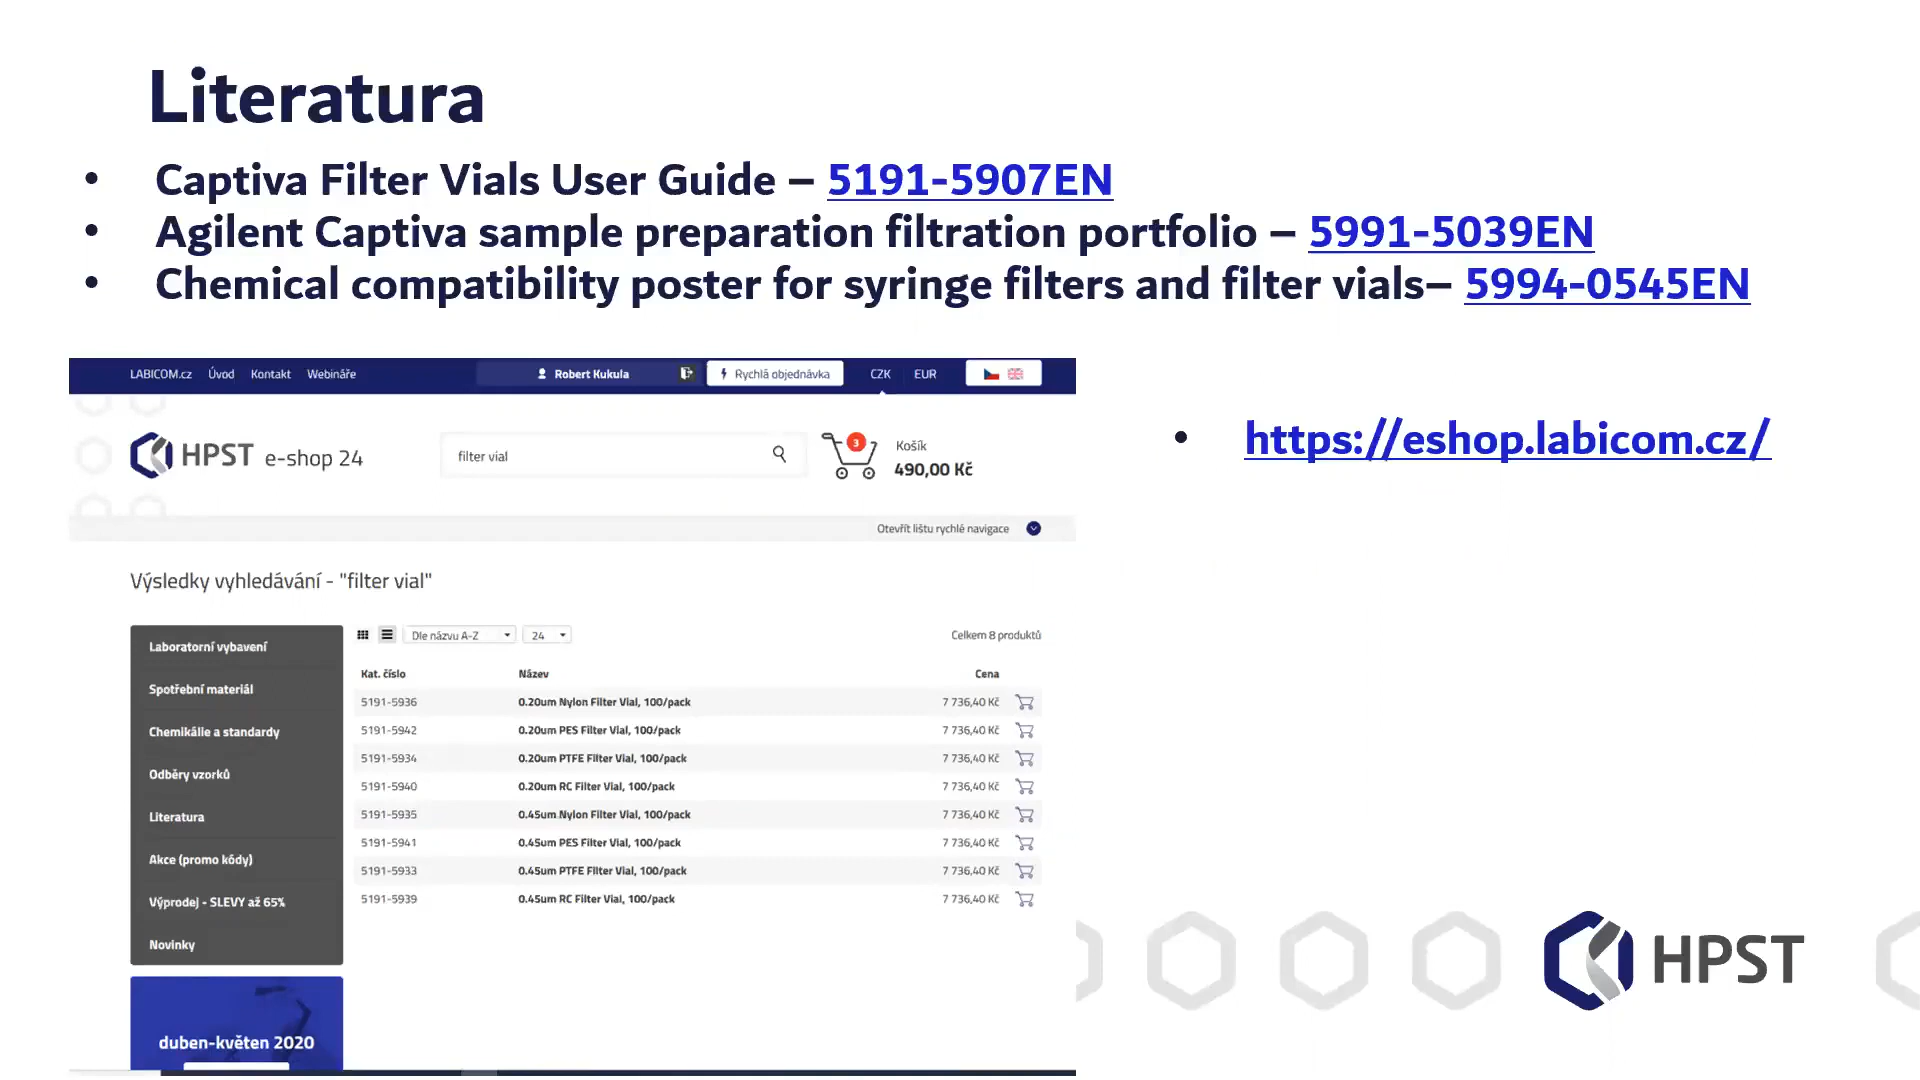 Literatura
• Captiva Filter Vials User Guide – 5191-5907EN
• Agilent Captiva sample preparation filtration portfolio – 5991-5039EN
• Chemical compatibility poster for syringe filters and filter vials– 5994-0545EN
LABICOM.cz Úvod Kontakt Webináře Robert Kukula Rychlá objednávka CZK EUR
HPST e-shop 24 filter vial 3 Košík
490,00 Kč
• https://eshop.labicom.cz/
Otevřít lištu rychlé navigace
Výsledky vyhledávání - "filter vial"
Laboratorní vybavení
Spotřební materiál
Chemikálie a standardy
Odběry vzorků
Literatura
Akce (promo kódy)
Výprodej - SLEVY až 65%
Novinky
duben-květen 2020
Dle názvu A-Z 24 Celkem 8 produktů
Kat. číslo Název Cena
5191-5936 0.20um Nylon Filter Vial, 100/pack 7 736,40 Kč
5191-5942 0.20um PES Filter Vial, 100/pack 7 736,40 Kč
5191-5934 0.20um PTFE Filter Vial, 100/pack 7 736,40 Kč
5191-5940 0.20um RC Filter Vial, 100/pack 7 736,40 Kč
5191-5935 0.45um Nylon Filter Vial, 100/pack 7 736,40 Kč
5191-5941 0.45um PES Filter Vial, 100/pack 7 736,40 Kč
5191-5933 0.45um PTFE Filter Vial, 100/pack 7 736,40 Kč
5191-5939 0.45um RC Filter Vial, 100/pack 7 736,40 Kč
HPST